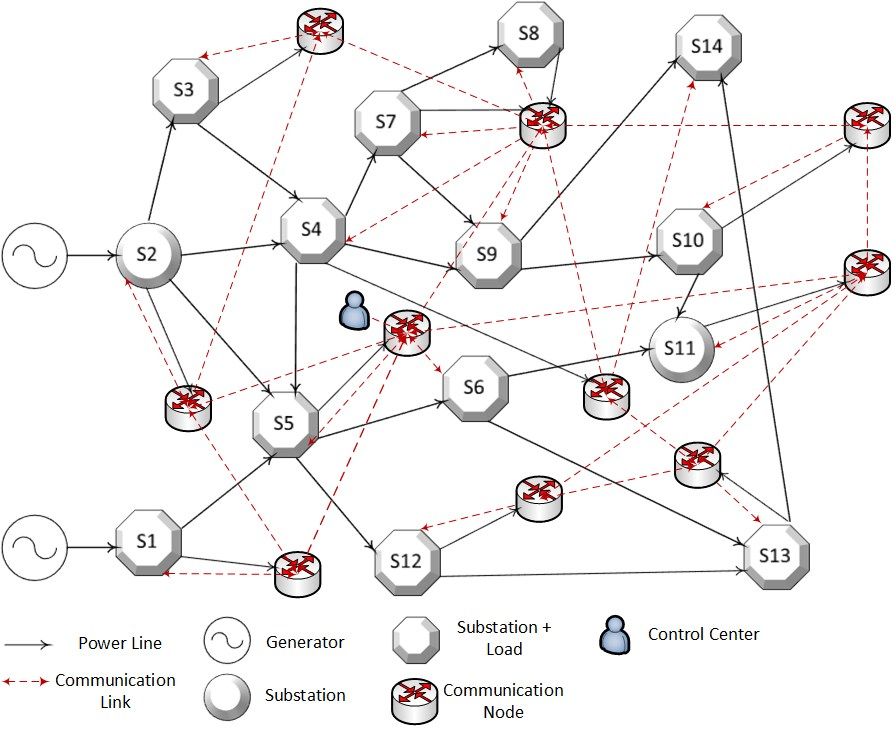 S8
S14
S3
S7
S4
S10
S2
S9
S11
S6
S5
S1
S12
S13
Power Line
Generator
Substation +
Load
Control Center
Communication
Link
Substation
Communication
Node